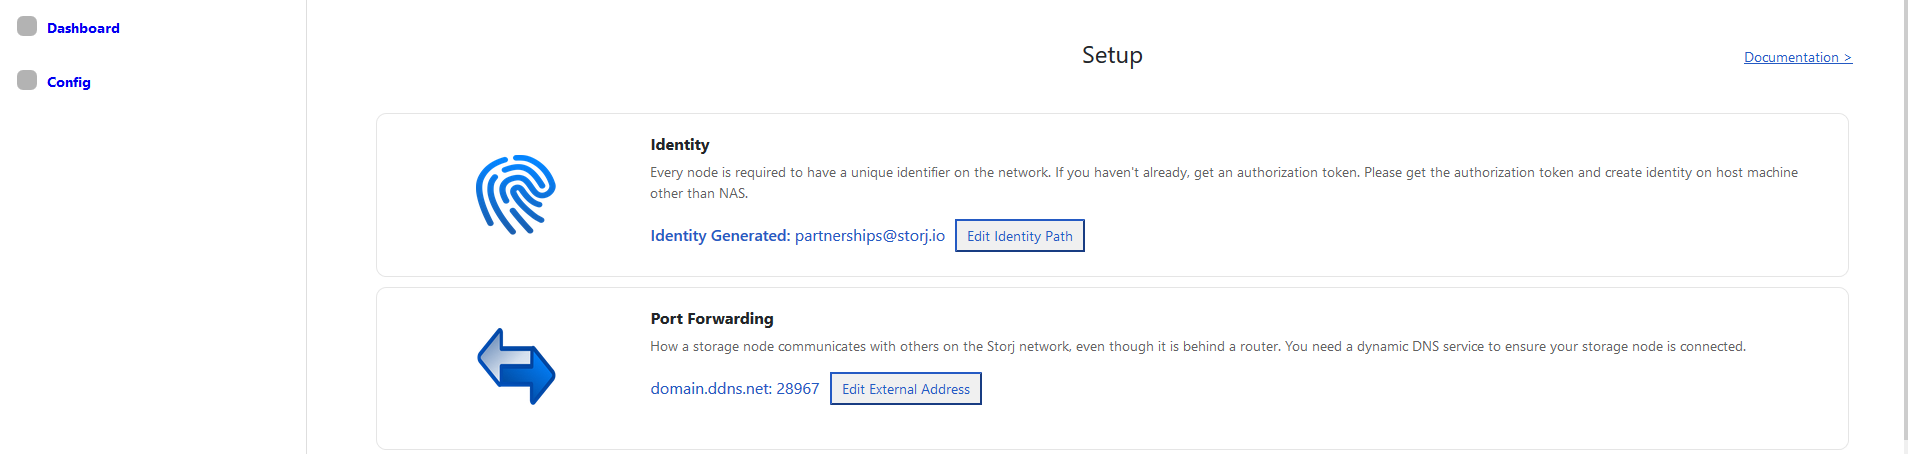 Dashboard
Config
Setup
Documentation >
Identity
Every node is required to have a unique identifier on the network. If you haven't already, get an authorization token. Please get the authorization token and create identity on host machine
other than NAS.
Identity Generated: partnerships@storj.io Edit Identity Path
Port Forwarding
How a storage node communicates with others on the Storj network, even though it is behind a router. You need a dynamic DNS service to ensure your storage node is connected.
domain.ddns.net: 28967 Edit External Address